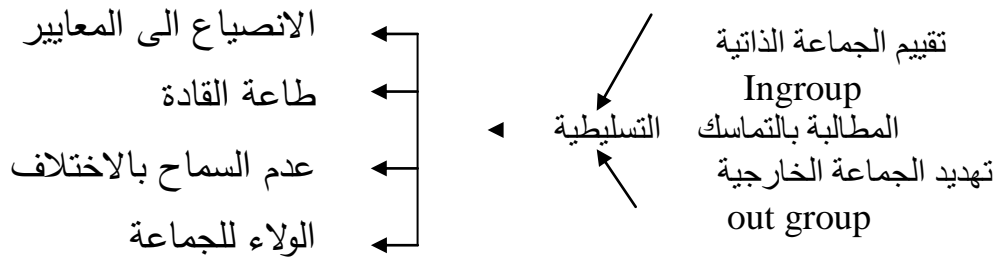 تقييم الجماعة الذاتية
Ingroup
المطالبة بالتماسك التسليطية
تهديد الجماعة الخارجية
out group
الانصياع الى المعايير
طاعة القادة
عدم السماح بالاختلاف
الولاء للجماعة